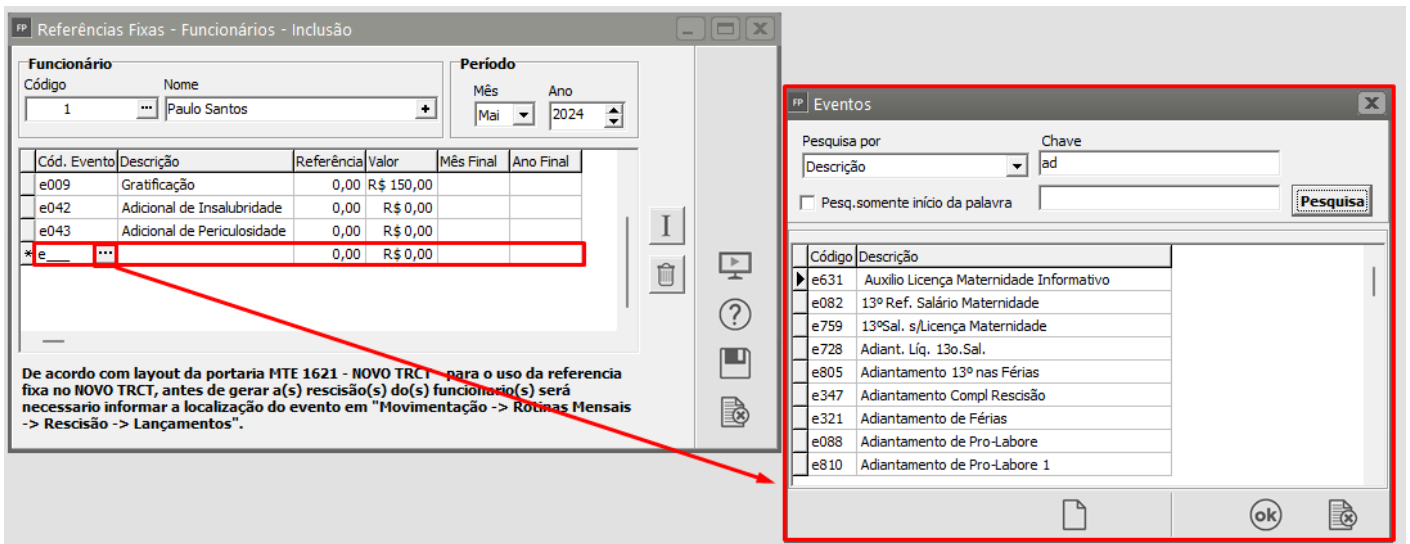 FP Referências Fixas - Funcionários - Inclusão
Funcionário
Código Nome
1 ... Paulo Santos +
Período
Mês Ano
Mai 2024
Cód. Evento Descrição Referência Valor Mês Final Ano Final
e009 Gratificação 0,00 R$ 150,00
e042 Adicional de Insalubridade 0,00 R$ 0,00
e043 Adicional de Periculosidade 0,00 R$ 0,00
* e___ ... 0,00 R$ 0,00
I
De acordo com layout da portaria MTE 1621 - NOVO TRCT - para o uso da referencia
fixa no NOVO TRCT, antes de gerar a(s) rescisão(s) do(s) funcionario(s) será
necessario informar a localização do evento em "Movimentação -> Rotinas Mensais
-> Rescisão -> Lançamentos".
?
FP Eventos
Pesquisa por Chave
Descrição ad
Pesq.somente início da palavra Pesquisa
Código Descrição
e631 Auxilio Licença Maternidade Informativo
e082 13º Ref. Salário Maternidade
e759 13ºSal. s/Licença Maternidade
e728 Adiant. Líq. 13o.Sal.
e805 Adiantamento 13º nas Férias
e347 Adiantamento Compl Rescisão
e321 Adiantamento de Férias
e088 Adiantamento de Pro-Labore
e810 Adiantamento de Pro-Labore 1
ok